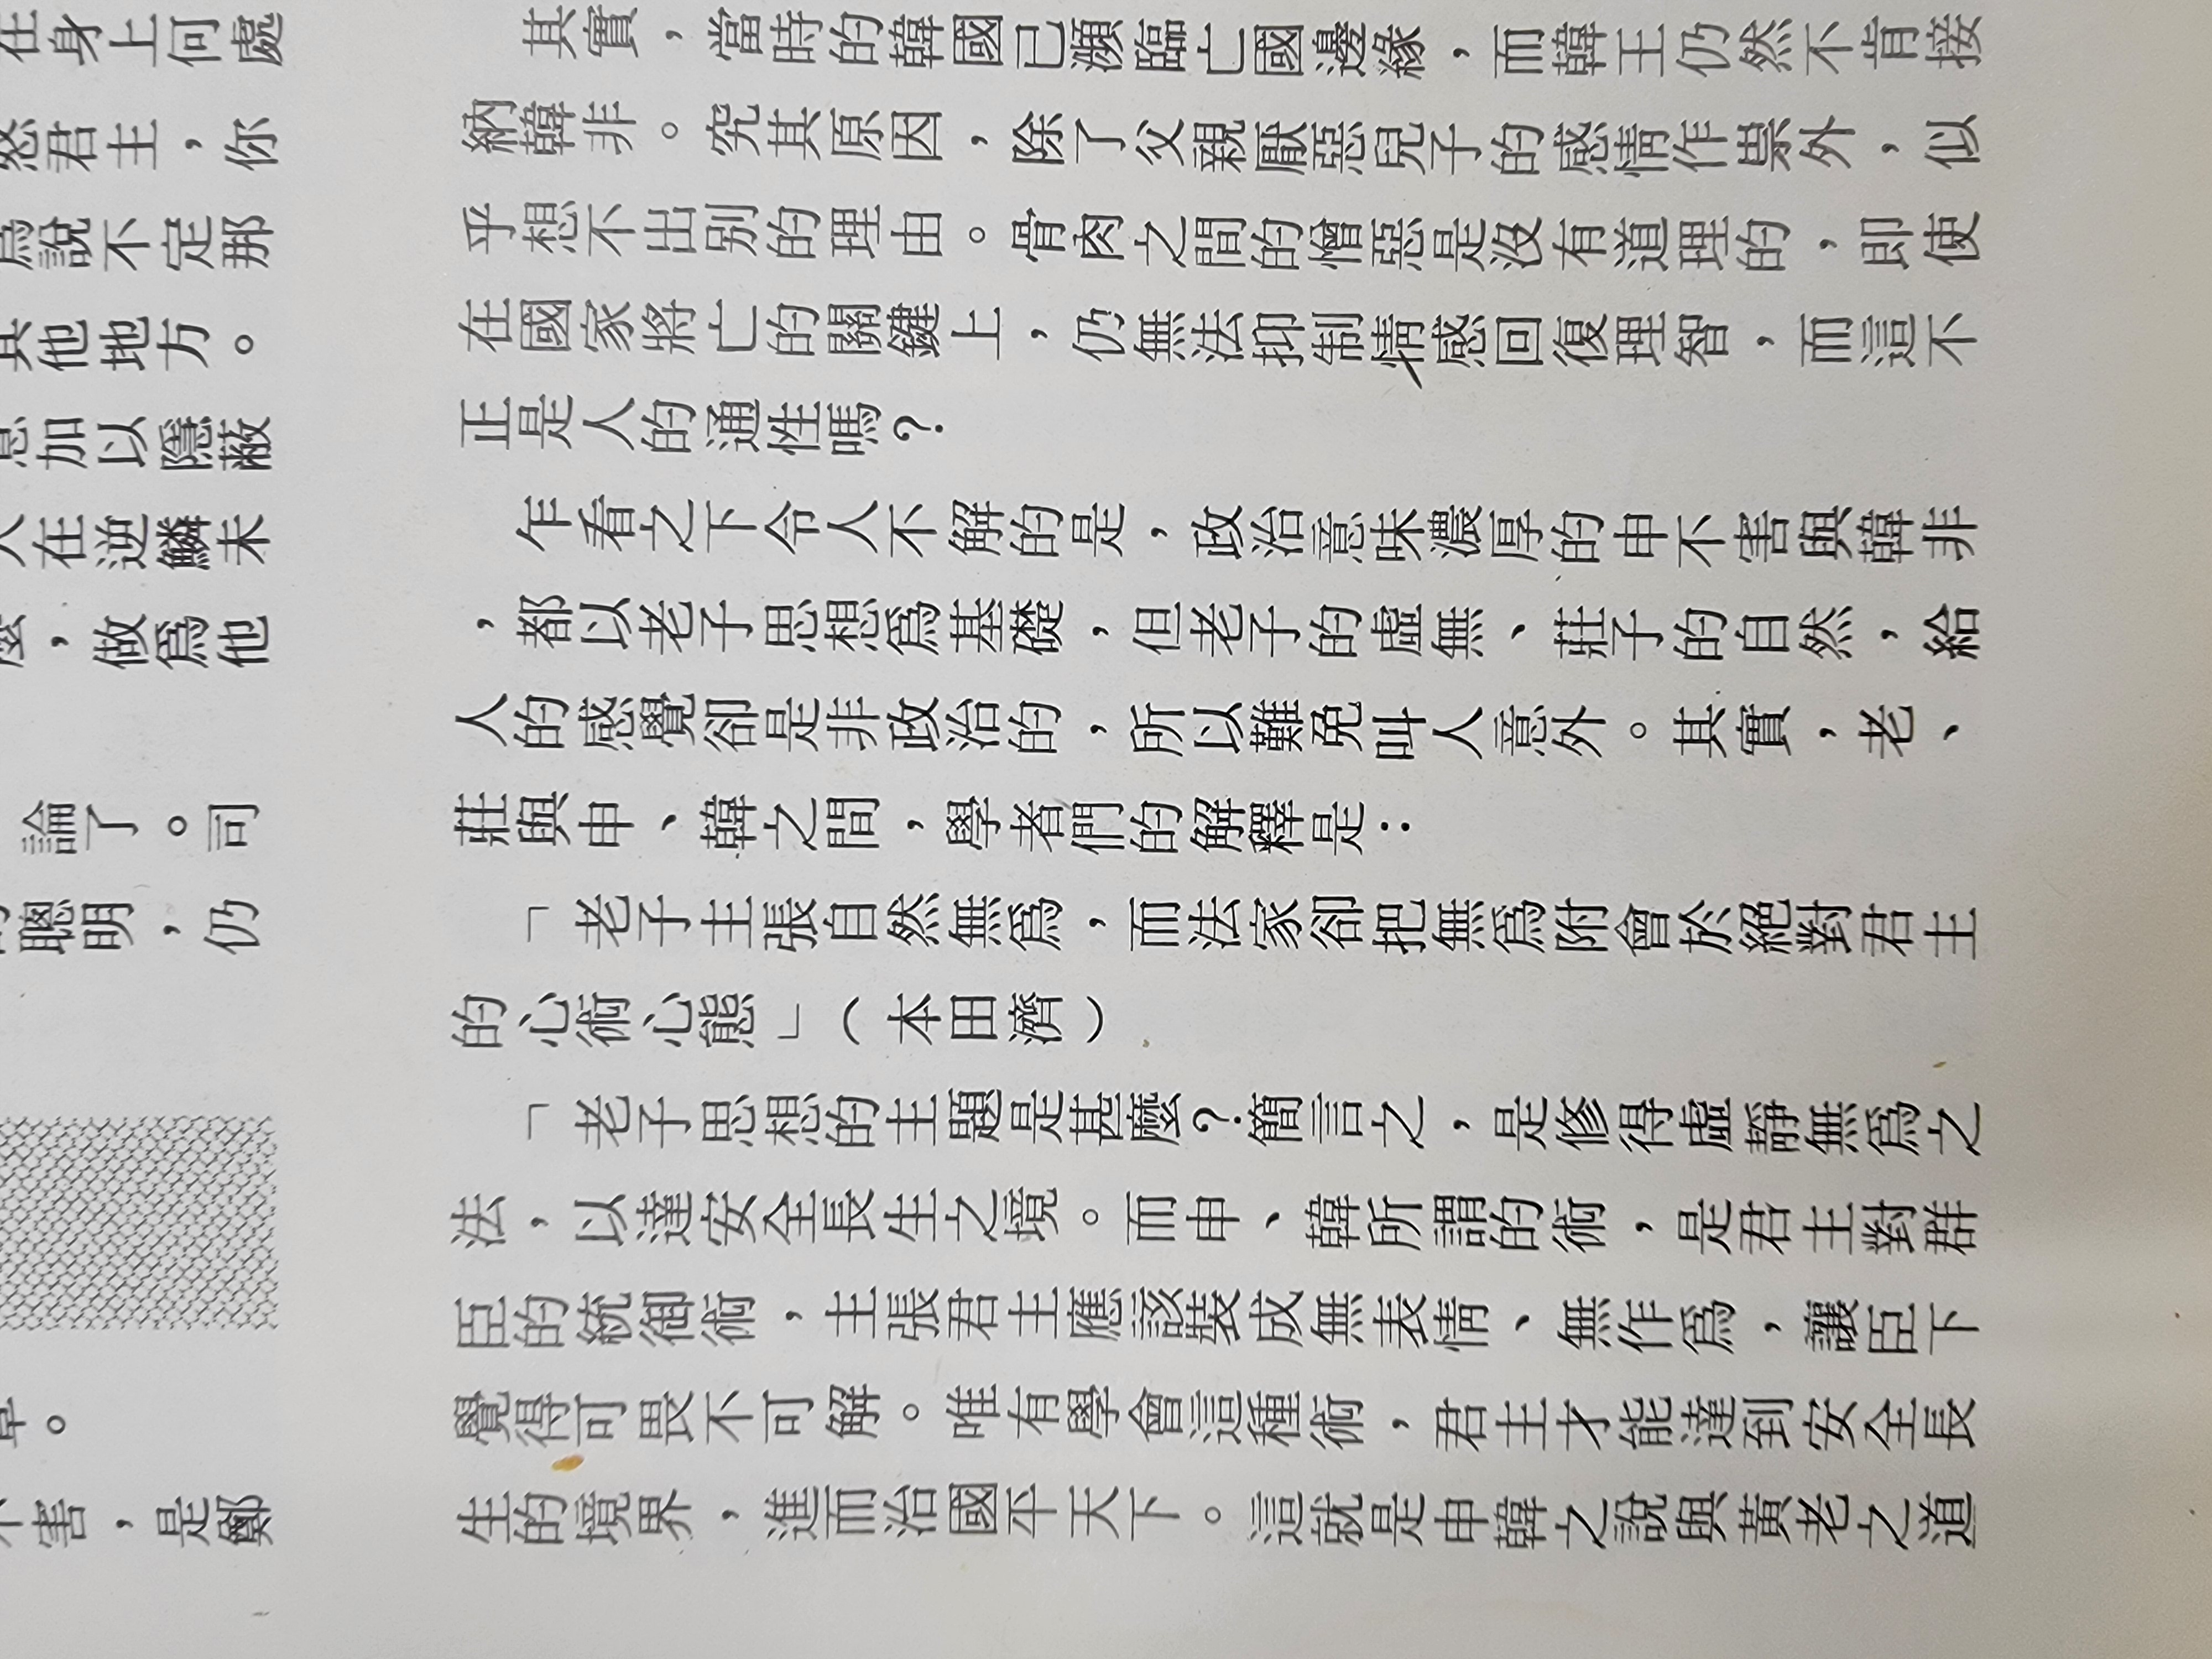 在身上何處
怒君主，你
爲說不定那
其他地方。
意加以隱蔽
人在逆鱗未
麼，做爲他
論了。司
的聰明，仍
章。
不害，是鄭
其實，當時的韓國已瀕臨亡國邊緣，而韓王仍然不肯接
納韓非。究其原因，除了父親厭惡兒子的感情作祟外，似
乎想不出別的理由。骨肉之間的憎惡是沒有道理的，即使
在國家將亡的關鍵上，仍無法抑制情感回復理智，而這不
正是人的通性嗎？
乍看之下令人不解的是，政治意味濃厚的申不害與韓非
，都以老子思想爲基礎，但老子的虛無、莊子的自然，給
人的感覺卻是非政治的，所以難免叫人意外。其實，老、
莊與申、韓之間，學者們的解釋是：
「老子主張自然無爲，而法家卻把無爲附會於絕對君主
的心術心態」（本田濟）
「老子思想的主題是甚麼？簡言之，是修得虛靜無爲之
法，以達安全長生之境。而申、韓所謂的術，是君主對群
臣的統御術，主張君主應該裝成無表情、無作爲，讓臣下
覺得可畏不可解。唯有學會這種術，君主才能達到安全長
生的境界，進而治國平天下。這就是申韓之說與黃老之道